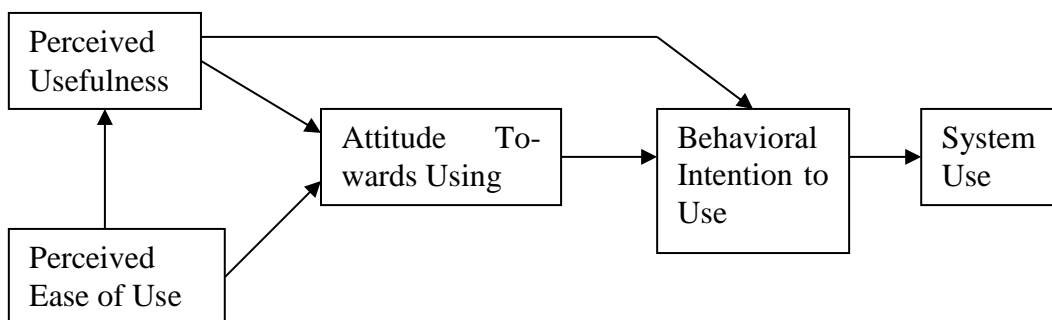 Perceived
Usefulness
Attitude To-
wards Using
Behavioral
Intention to
Use
System
Use
Perceived
Ease of Use